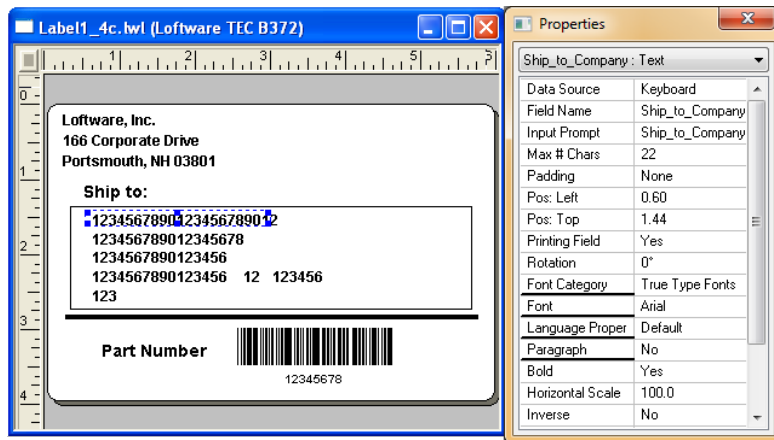 Label1_4c.lwl (Loftware TEC B372)
1 2 3 4 5
0
1
2
3
4
Loftware, Inc.
166 Corporate Drive
Portsmouth, NH 03801
Ship to:
1234567890123456789012
123456789012345678
1234567890123456
1234567890123456 12 123456
123
Part Number
12345678
Properties
Ship_to_Company : Text
Data Source Keyboard
Field Name Ship_to_Company
Input Prompt Ship_to_Company
Max # Chars 22
Padding None
Pos: Left 0.60
Pos: Top 1.44
Printing Field Yes
Rotation 0°
Font Category True Type Fonts
Font Arial
Language Proper Default
Paragraph No
Bold Yes
Horizontal Scale 100.0
Inverse No